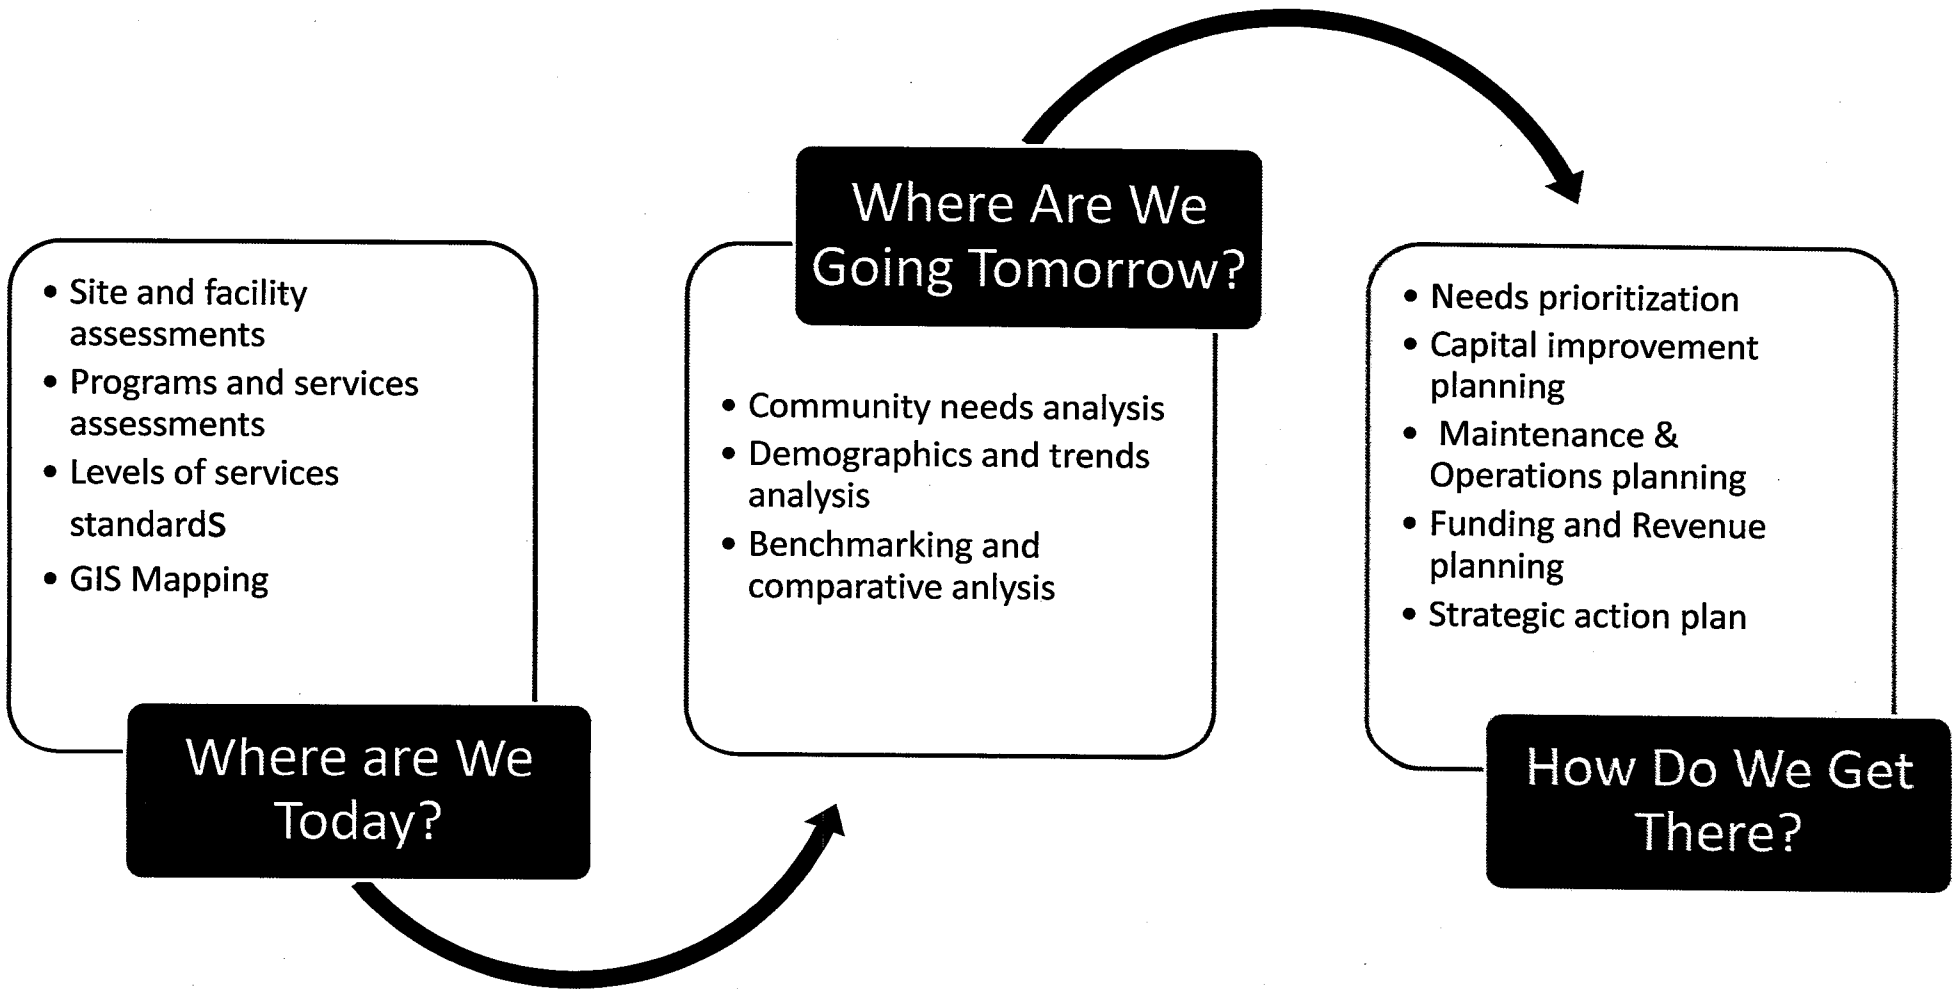 • Site and facility
assessments
• Programs and services
assessments
• Levels of services
standardS
• GIS Mapping
Where are We
Today?
Where Are We
Going Tomorrow?
• Community needs analysis
• Demographics and trends
analysis
• Benchmarking and
comparative anlysis
• Needs prioritization
• Capital improvement
planning
• Maintenance &
Operations planning
• Funding and Revenue
planning
• Strategic action plan
How Do We Get
There?